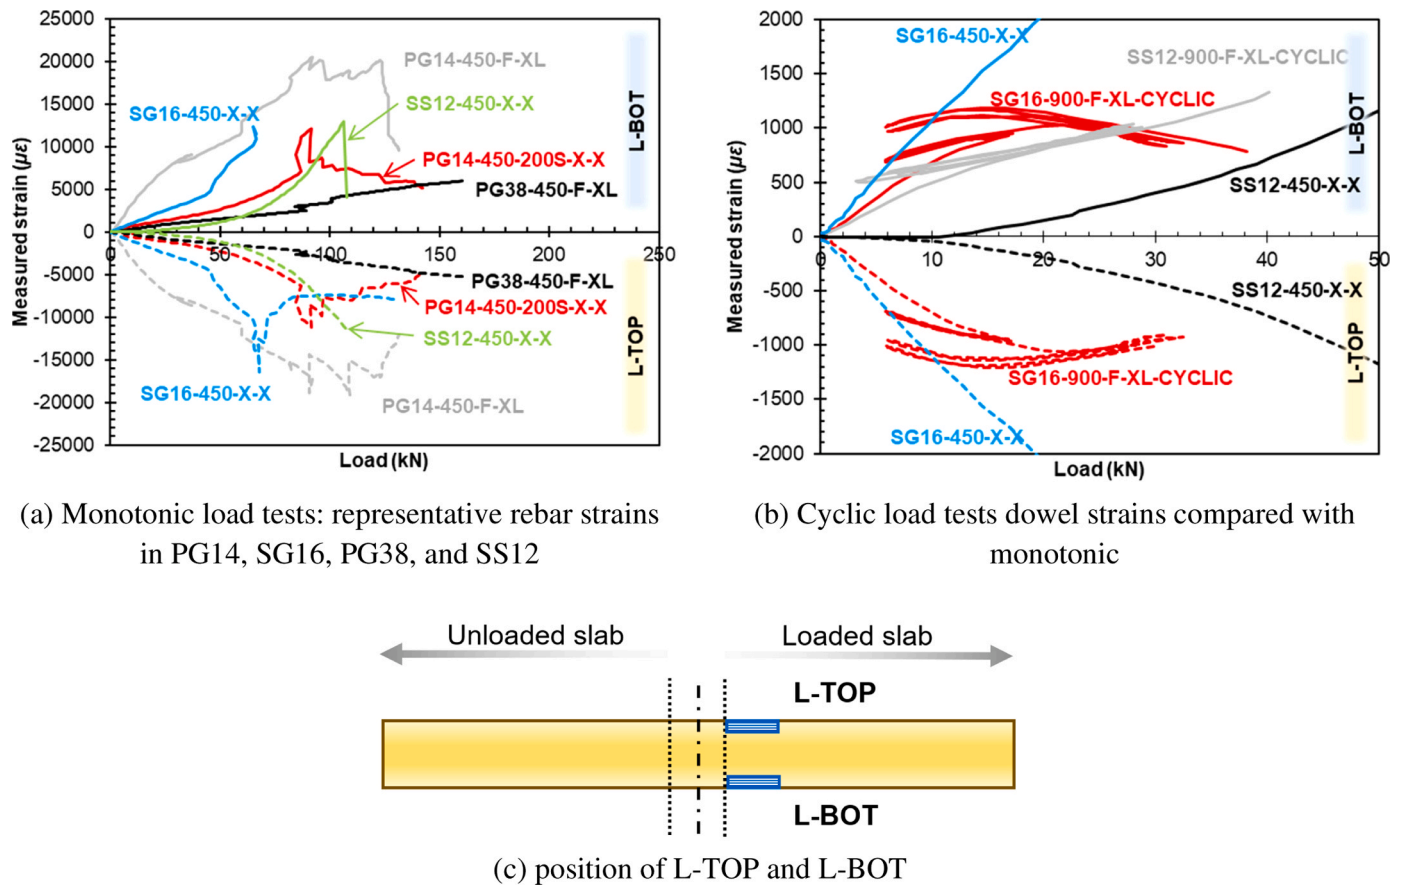 25000
20000
15000
10000
5000
0
-5000
-10000
-15000
-20000
-25000
Measured strain (με)
0
50
100
150
200
250
Load (kN)
PG14-450-F-XL
SG16-450-X-X
SS12-450-X-X
PG14-450-200S-X-X
PG38-450-F-XL
L-BOT
PG38-450-F-XL
PG14-450-200S-X-X
SS12-450-X-X
SG16-450-X-X
PG14-450-F-XL
L-TOP
(a) Monotonic load tests: representative rebar strains
in PG14, SG16, PG38, and SS12
2000
1500
1000
500
0
-500
-1000
-1500
-2000
Measured strain (με)
0
10
20
30
40
50
Load (kN)
SG16-450-X-X
SS12-900-F-XL-CYCLIC
SG16-900-F-XL-CYCLIC
SS12-450-X-X
L-BOT
SS12-450-X-X
SG16-900-F-XL-CYCLIC
SG16-450-X-X
L-TOP
(b) Cyclic load tests dowel strains compared with
monotonic
Unloaded slab
Loaded slab
L-TOP
L-BOT
(c) position of L-TOP and L-BOT